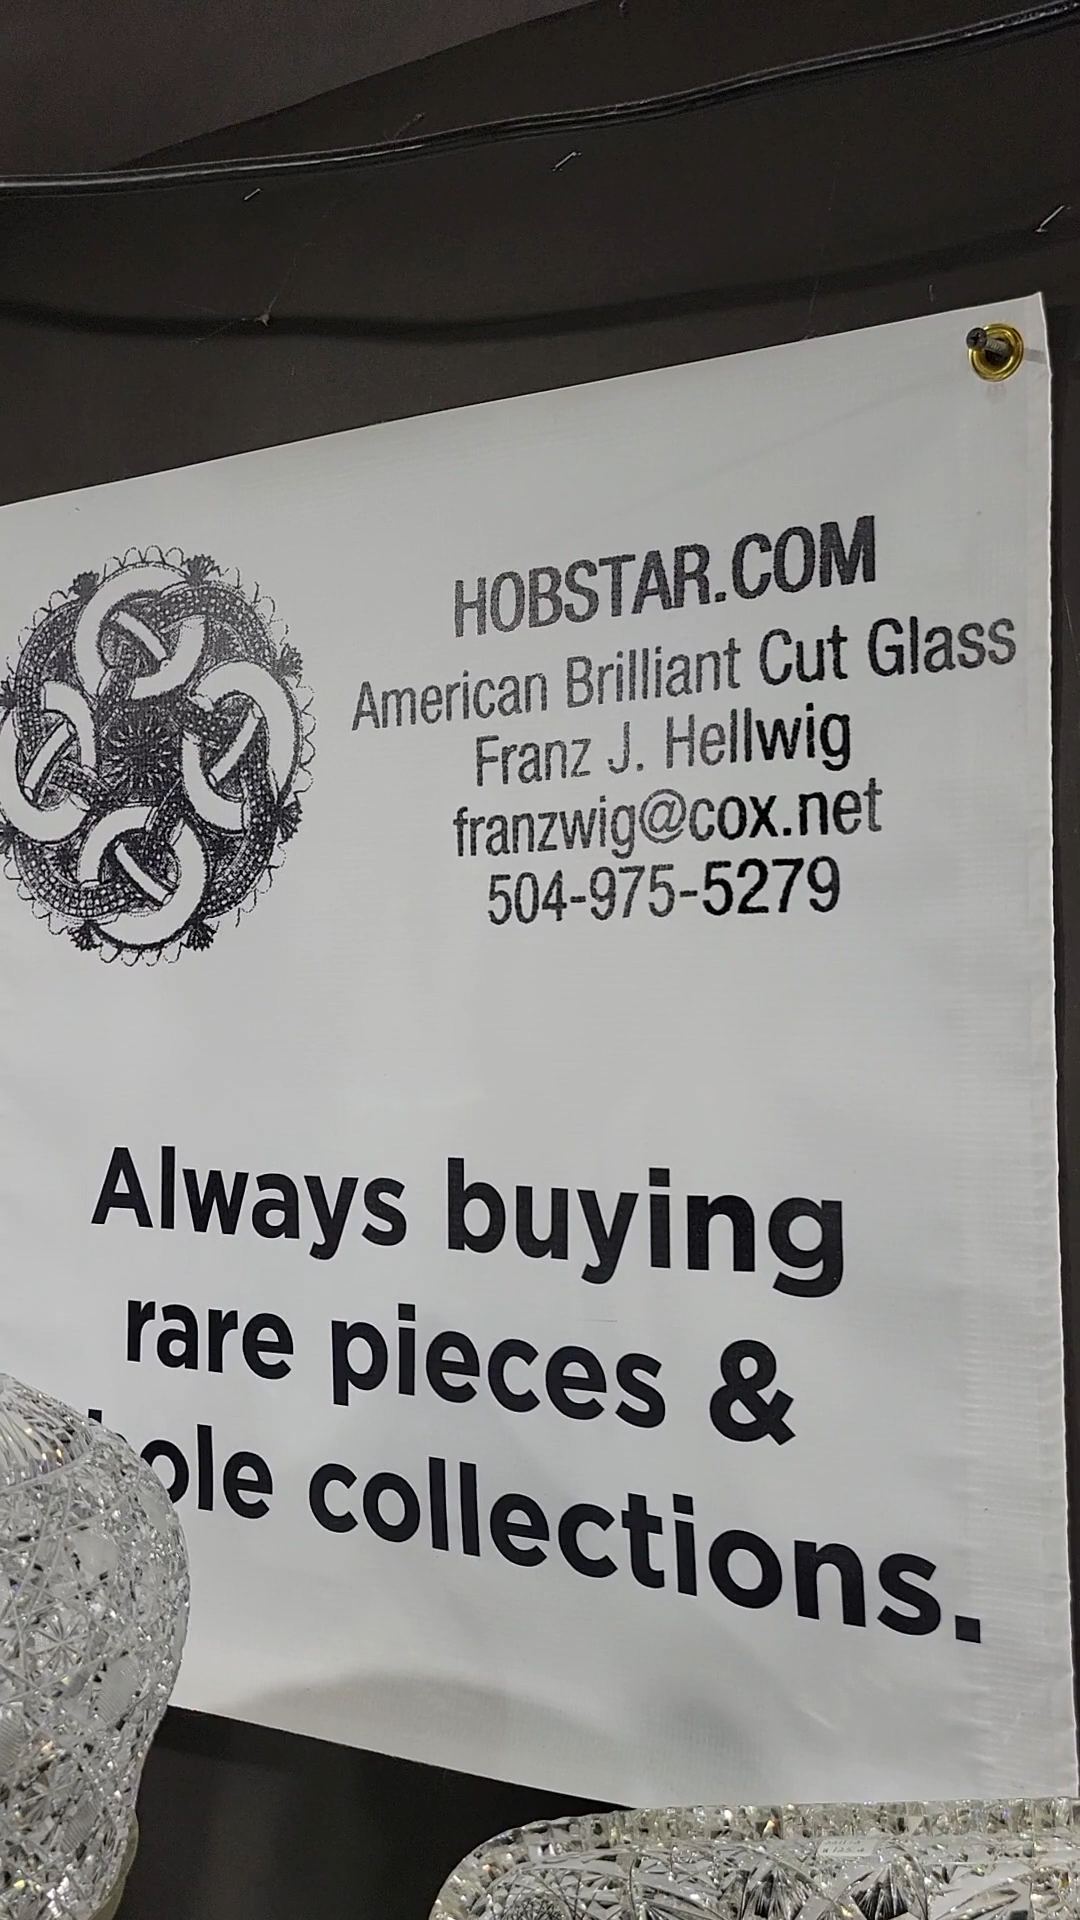 HOBSTAR.COM
American Brilliant Cut Glass
Franz J. Hellwig
franzwig@cox.net
504-975-5279
Always buying
rare pieces &
collections.